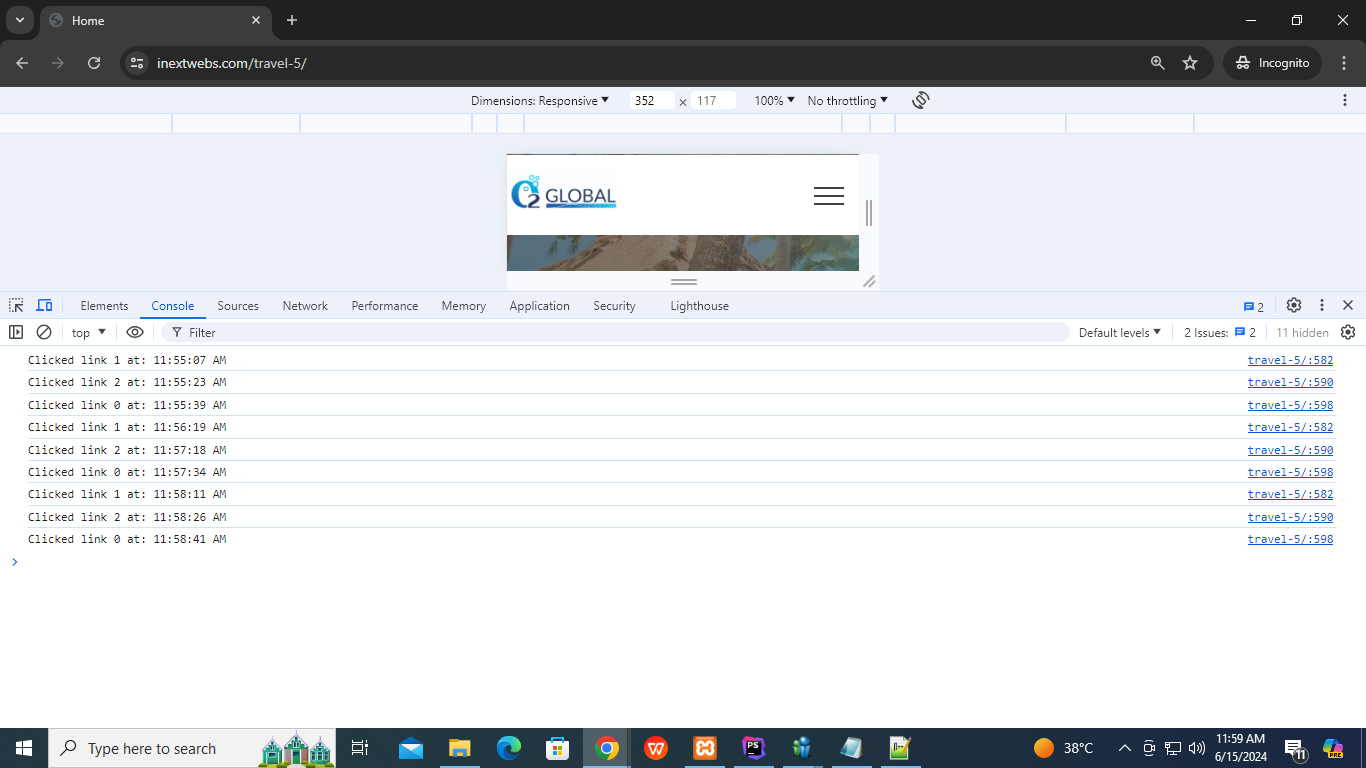 Home
inextwebs.com/travel-5/
Incognito
Dimensions: Responsive 352 × 117 100% No throttling
2 GLOBAL
ADVENTURE
Elements Console Sources Network Performance Memory Application Security Lighthouse 2
top Filter Default levels 2 Issues: 2 11 hidden
Clicked link 1 at: 11:55:07 AM travel-5/:582
Clicked link 2 at: 11:55:23 AM travel-5/:590
Clicked link 0 at: 11:55:39 AM travel-5/:598
Clicked link 1 at: 11:56:19 AM travel-5/:582
Clicked link 2 at: 11:57:18 AM travel-5/:590
Clicked link 0 at: 11:57:34 AM travel-5/:598
Clicked link 1 at: 11:58:11 AM travel-5/:582
Clicked link 2 at: 11:58:26 AM travel-5/:590
Clicked link 0 at: 11:58:41 AM travel-5/:598
Type here to search
38°C
11:59 AM
6/15/2024
11
PRE